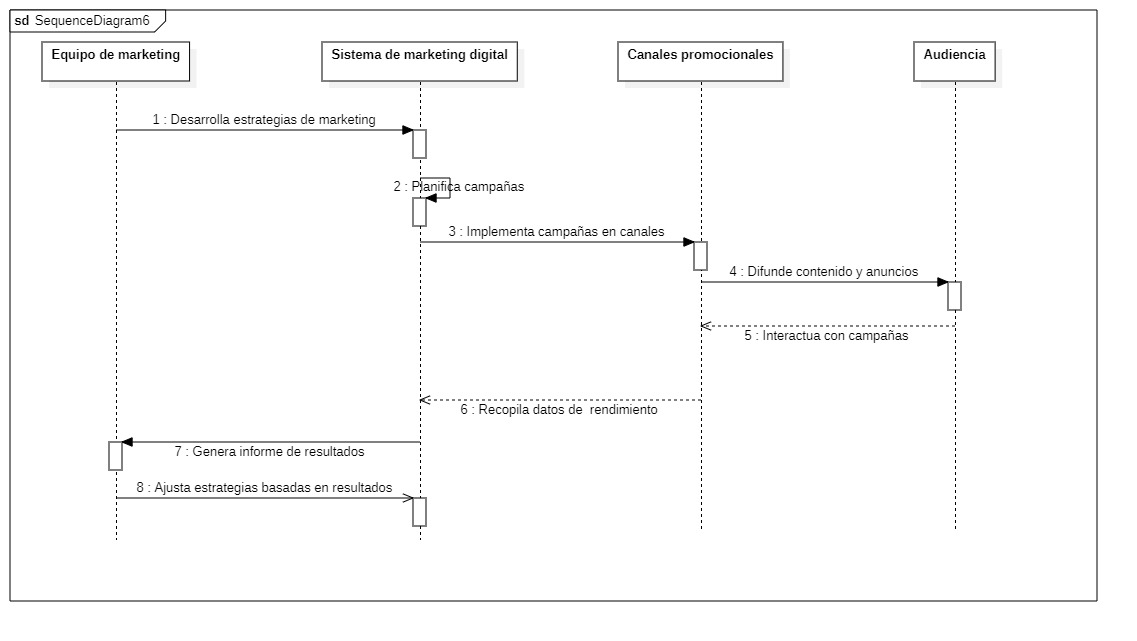 sd SequenceDiagram6
Equipo de marketing
Sistema de marketing digital
Canales promocionales
Audiencia
1 : Desarrolla estrategias de marketing
2 : Planifica campañas
3 : Implementa campañas en canales
4 : Difunde contenido y anuncios
5 : Interactua con campañas
6 : Recopila datos de  rendimiento
7 : Genera informe de resultados
8 : Ajusta estrategias basadas en resultados